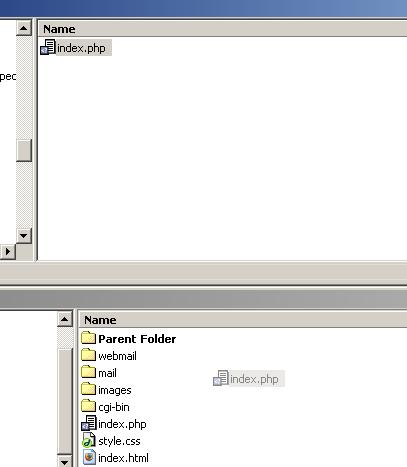 Name
index.php
pec
Name
Parent Folder
webmail
mail
index.php
images
cgi-bin
index.php
style.css
index.html